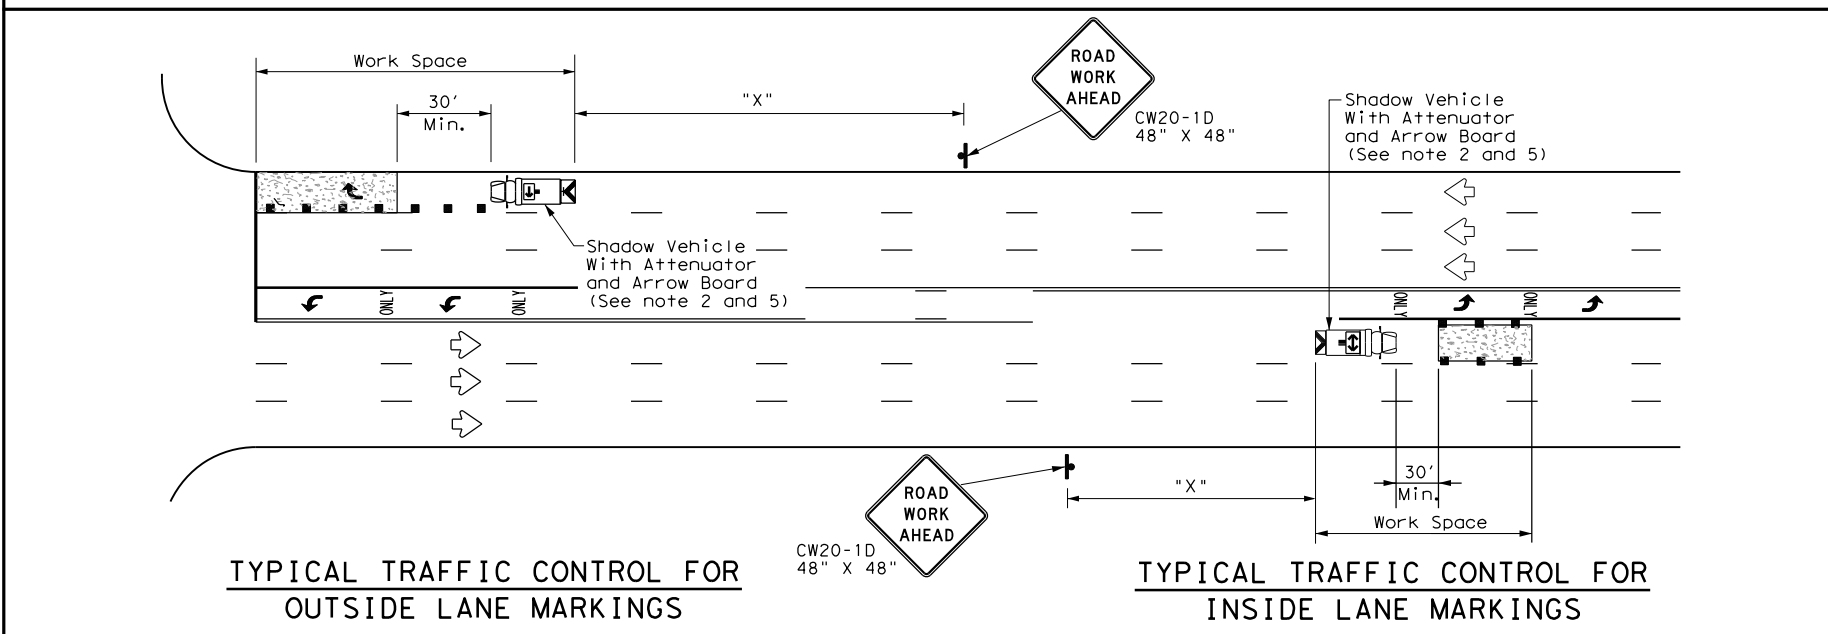 Work Space
30'
Min.
"X"
ROAD
WORK
AHEAD
CW20-1D
48" X 48"
Shadow Vehicle
With Attenuator
and Arrow Board
(See note 2 and 5)
Shadow Vehicle
With Attenuator
and Arrow Board
(See note 2 and 5)
ONLY
ONLY
ONLY
ONLY
ROAD
WORK
AHEAD
CW20-1D
48" X 48"
"X"
30'
Min.
Work Space
TYPICAL TRAFFIC CONTROL FOR
OUTSIDE LANE MARKINGS
TYPICAL TRAFFIC CONTROL FOR
INSIDE LANE MARKINGS